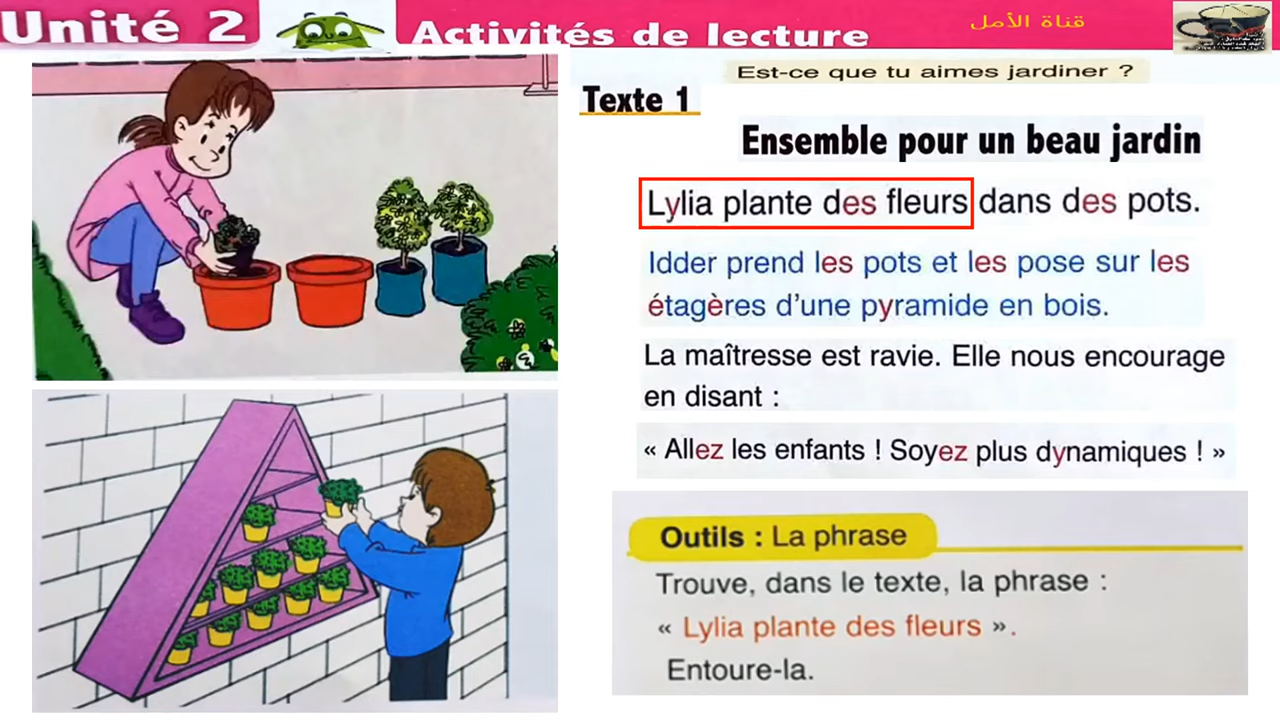 Unité 2
Activités de lecture
قناة الأمل
Est-ce que tu aimes jardiner ?
Texte 1
Ensemble pour un beau jardin
Lylia plante des fleurs dans des pots.
Idder prend les pots et les pose sur les
étagères d'une pyramide en bois.
La maîtresse est ravie. Elle nous encourage
en disant :
« Allez les enfants ! Soyez plus dynamiques ! »
Outils : La phrase
Trouve, dans le texte, la phrase :
« Lylia plante des fleurs ».
Entoure-la.